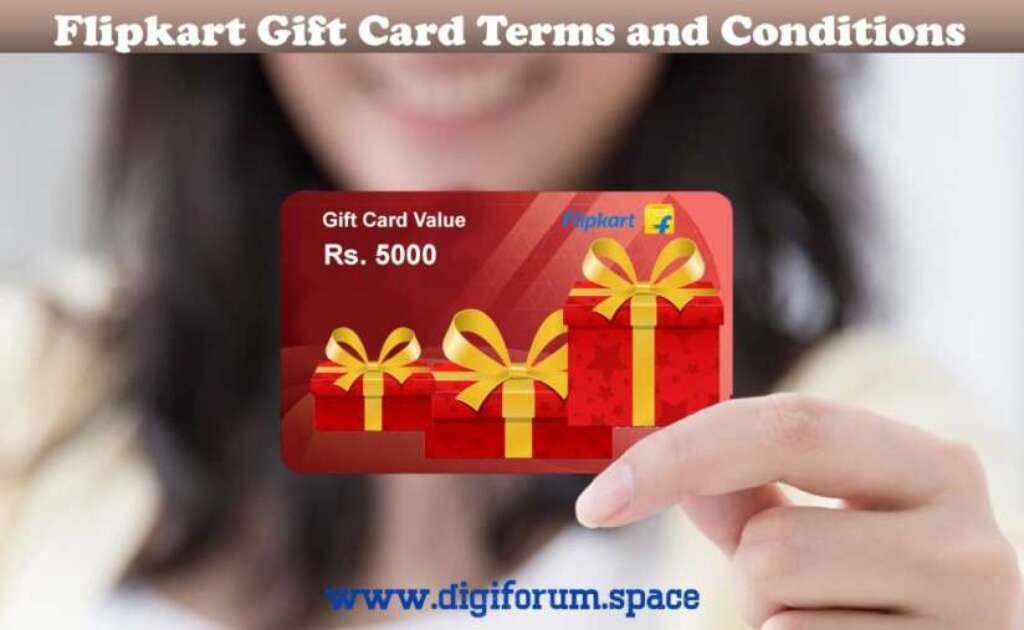 Flipkart Gift Card Terms and Conditions
Gift Card Value
Flipkart
Rs. 5000
www.digiforum.space